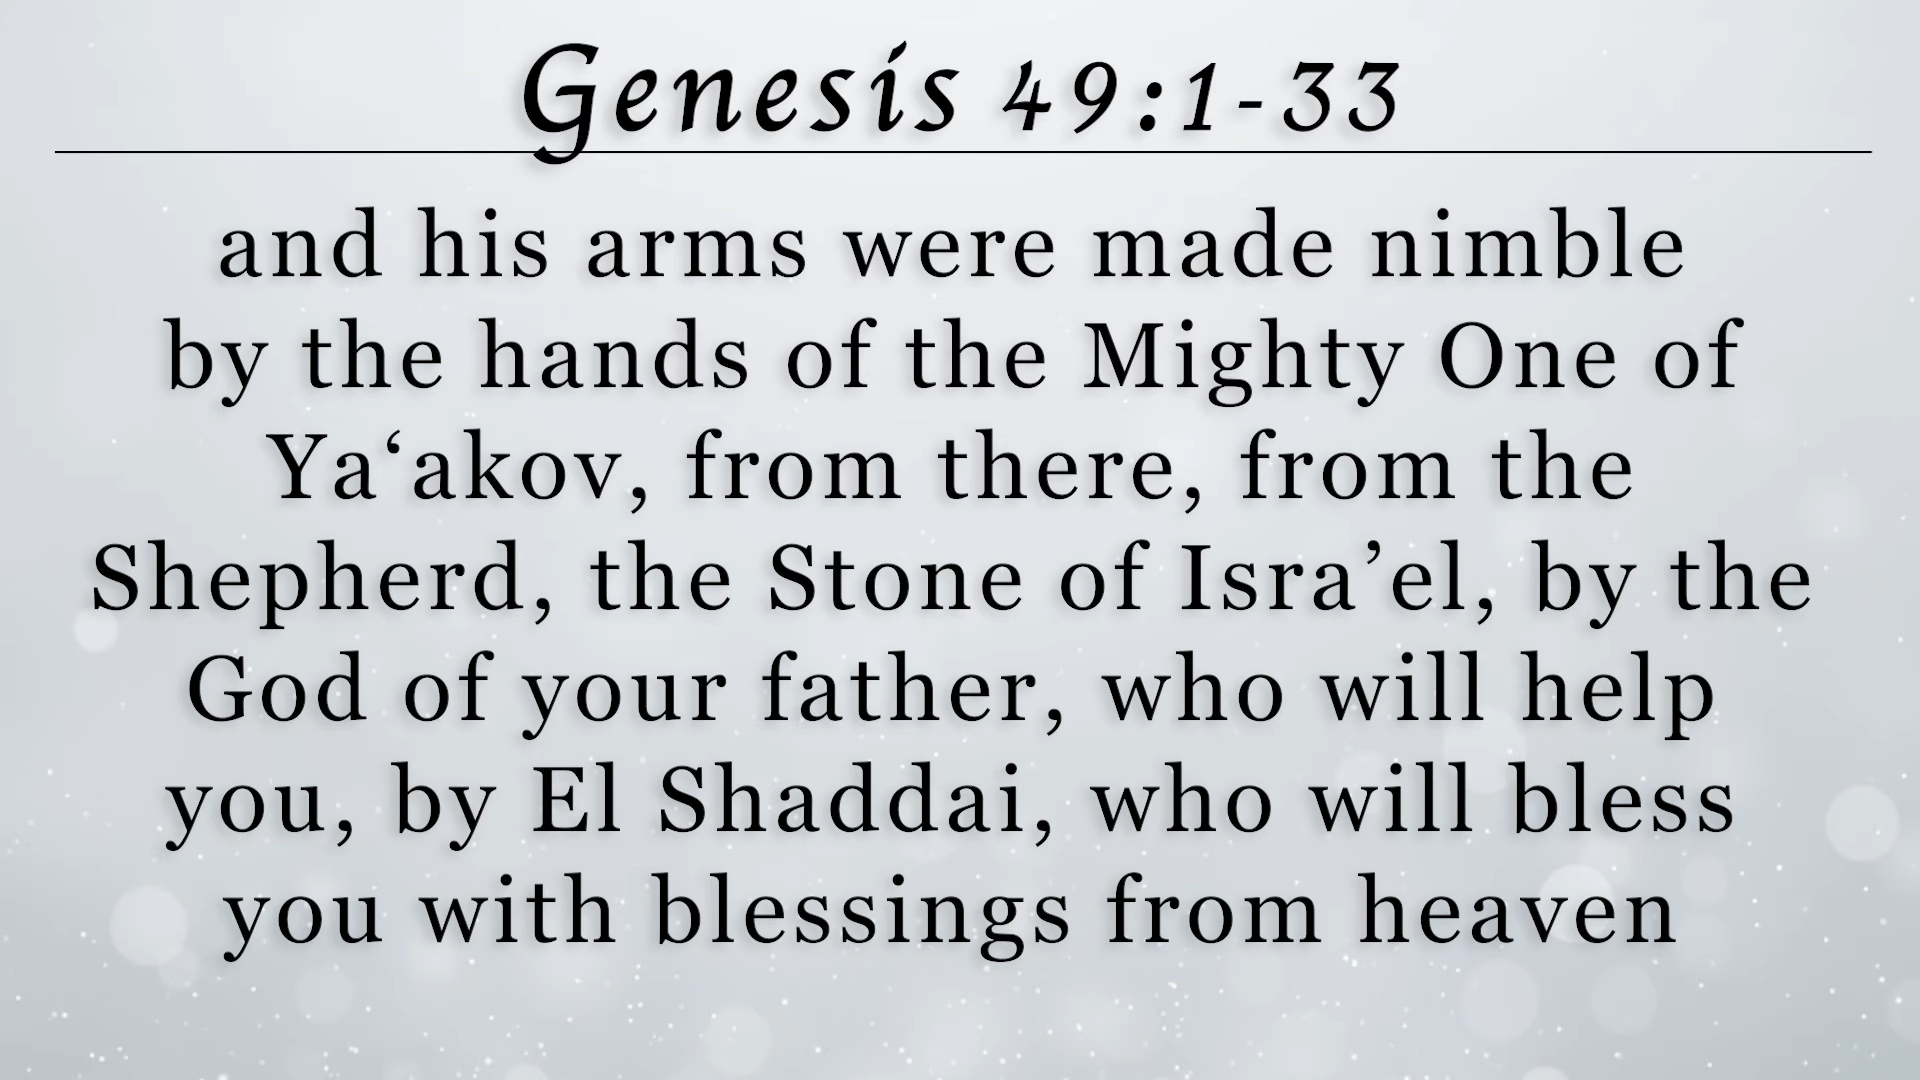 Genesis 49:1-33
and his arms were made nimble
by the hands of the Mighty One of
Ya‘akov, from there, from the
Shepherd, the Stone of Isra’el, by the
God of your father, who will help
you, by El Shaddai, who will bless
you with blessings from heaven